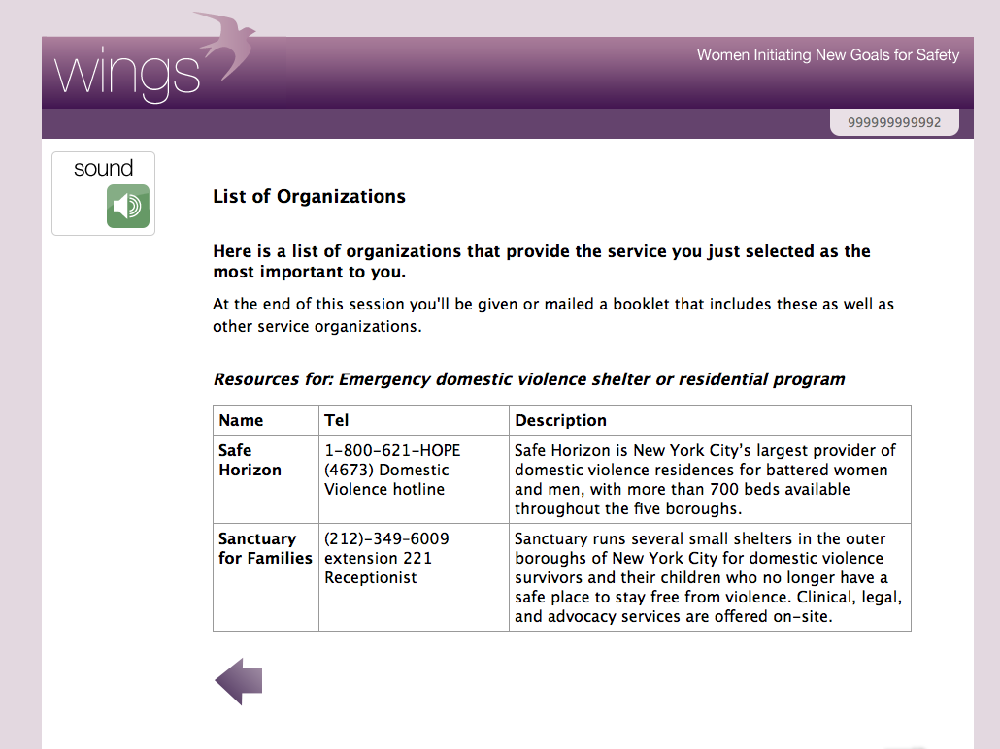 wings
Women Initiating New Goals for Safety
999999999992
sound
List of Organizations
Here is a list of organizations that provide the service you just selected as the
most important to you.
At the end of this session you'll be given or mailed a booklet that includes these as well as
other service organizations.
Resources for: Emergency domestic violence shelter or residential program
Name Tel Description
Safe
Horizon
1-800-621-HOPE
(4673) Domestic
Violence hotline
Safe Horizon is New York City’s largest provider of
domestic violence residences for battered women
and men, with more than 700 beds available
throughout the five boroughs.
Sanctuary
for Families
(212)-349-6009
extension 221
Receptionist
Sanctuary runs several small shelters in the outer
boroughs of New York City for domestic violence
survivors and their children who no longer have a
safe place to stay free from violence. Clinical, legal,
and advocacy services are offered on-site.